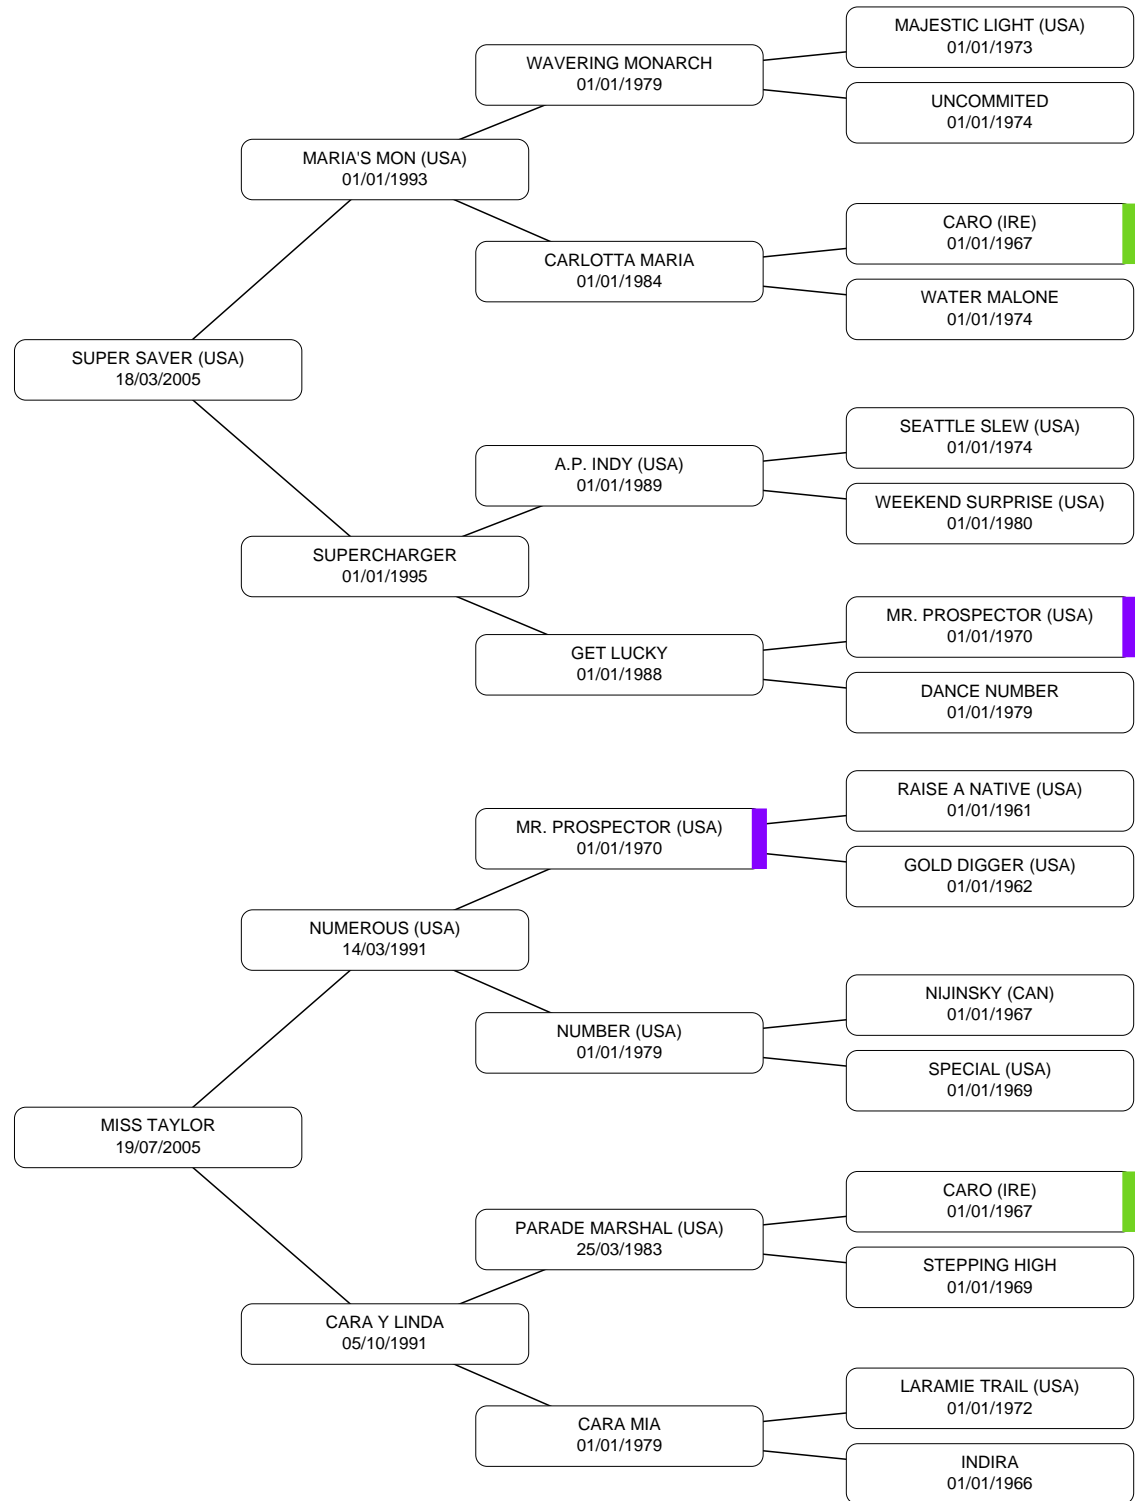 MAJESTIC LIGHT (USA)
01/01/1973
WAVERING MONARCH
01/01/1979
UNCOMMITED
01/01/1974
MARIA'S MON (USA)
01/01/1993
CARO (IRE)
01/01/1967
CARLOTTA MARIA
01/01/1984
WATER MALONE
01/01/1974
SUPER SAVER (USA)
18/03/2005
SEATTLE SLEW (USA)
01/01/1974
A.P. INDY (USA)
01/01/1989
WEEKEND SURPRISE (USA)
01/01/1980
SUPERCHARGER
01/01/1995
MR. PROSPECTOR (USA)
01/01/1970
GET LUCKY
01/01/1988
DANCE NUMBER
01/01/1979
RAISE A NATIVE (USA)
01/01/1961
MR. PROSPECTOR (USA)
01/01/1970
GOLD DIGGER (USA)
01/01/1962
NUMEROUS (USA)
14/03/1991
NIJINSKY (CAN)
01/01/1967
NUMBER (USA)
01/01/1979
SPECIAL (USA)
01/01/1969
MISS TAYLOR
19/07/2005
CARO (IRE)
01/01/1967
PARADE MARSHAL (USA)
25/03/1983
STEPPING HIGH
01/01/1969
CARA Y LINDA
05/10/1991
LARAMIE TRAIL (USA)
01/01/1972
CARA MIA
01/01/1979
INDIRA
01/01/1966